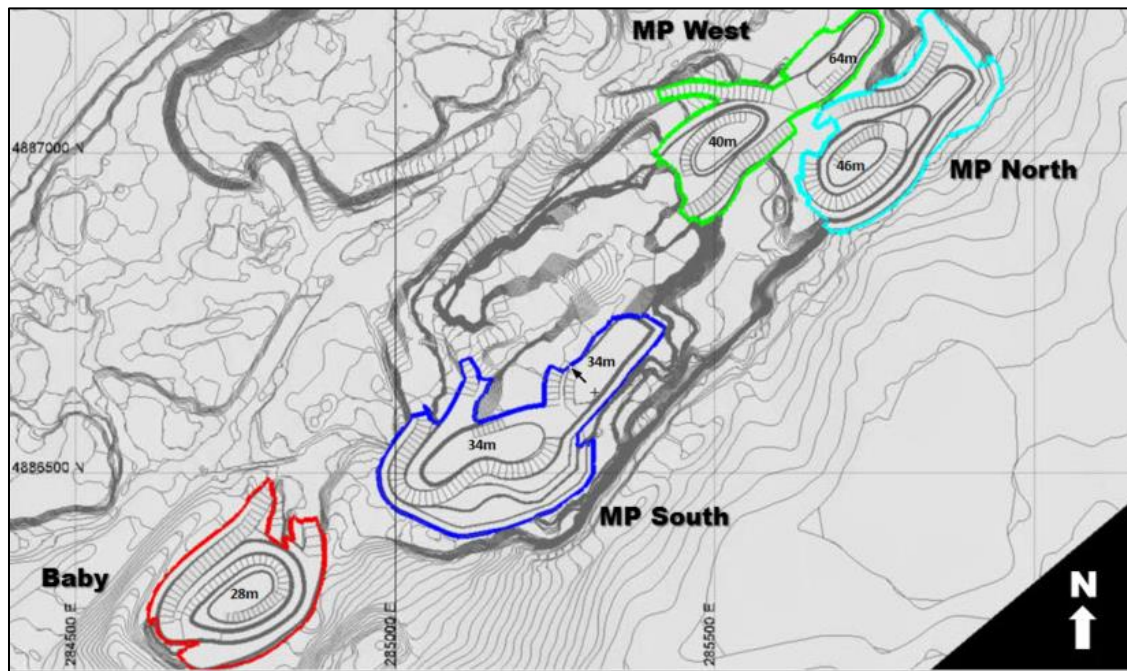 MP West
64m
4887000 N
40m
46m
MP North
34m
34m
4886500 N
MP South
Baby
28m
284500 E
285000 E
285500 E
N